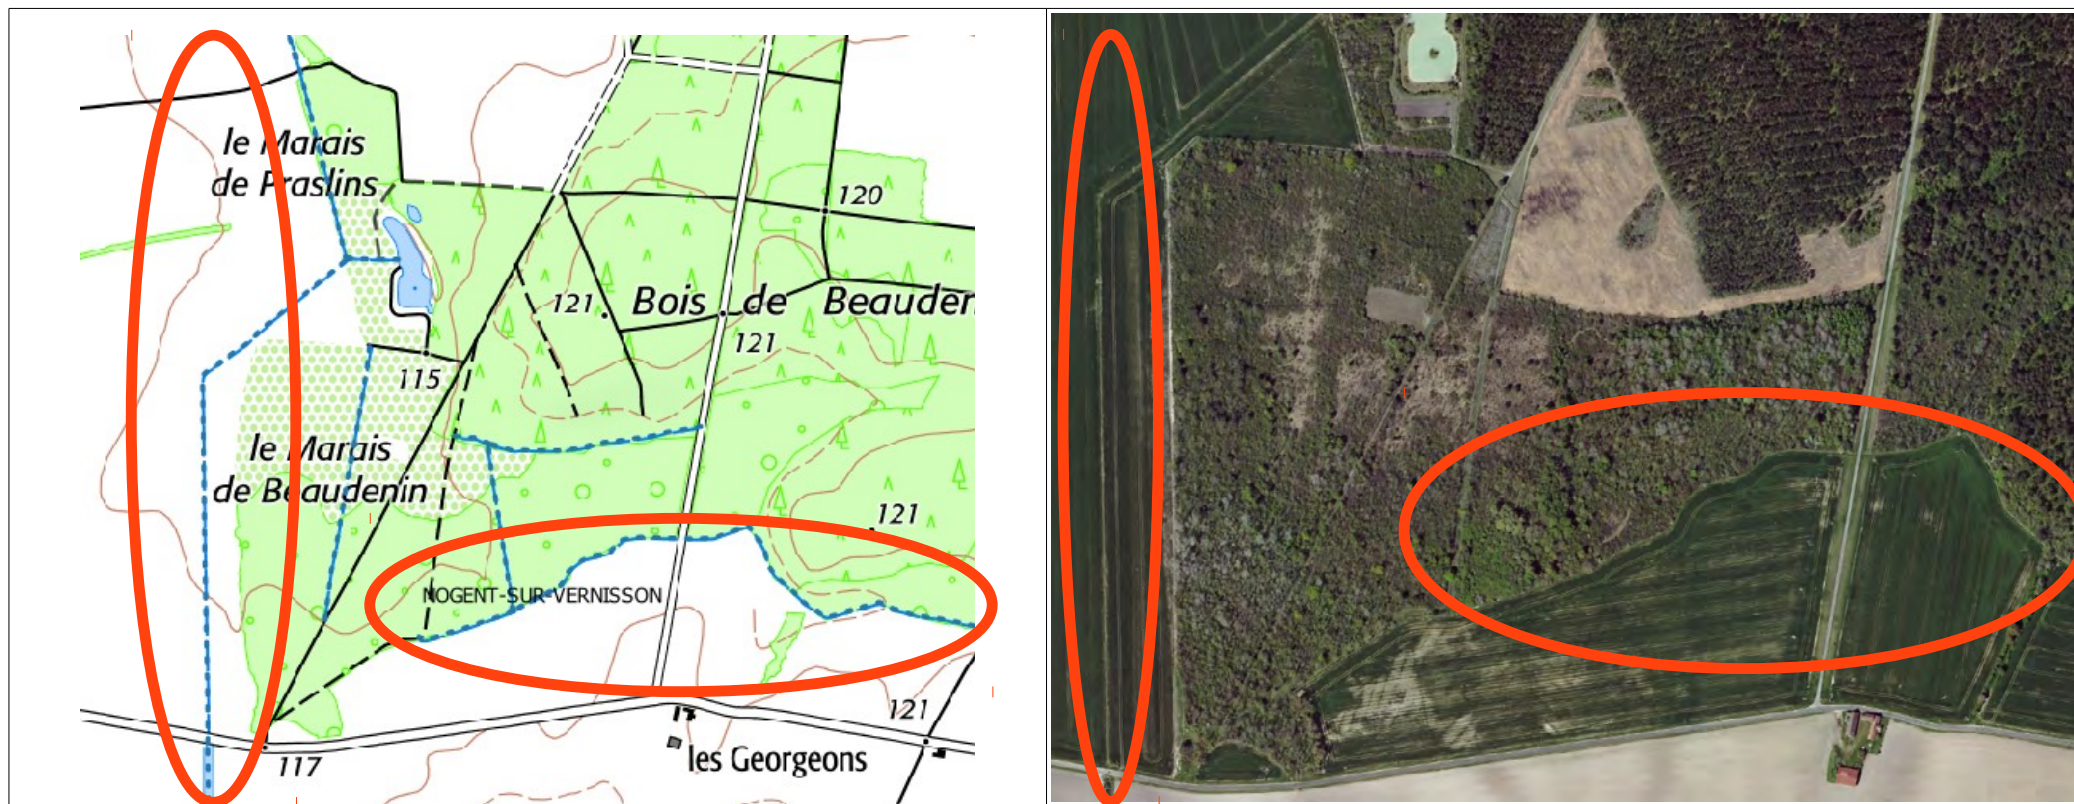 le Marais
de Praslins
120
121
Bois de Beauden
121
115
le Marais
de Beaudenin
121
NOGENT-SUR-VERNISSON
121
les Georgeons
117